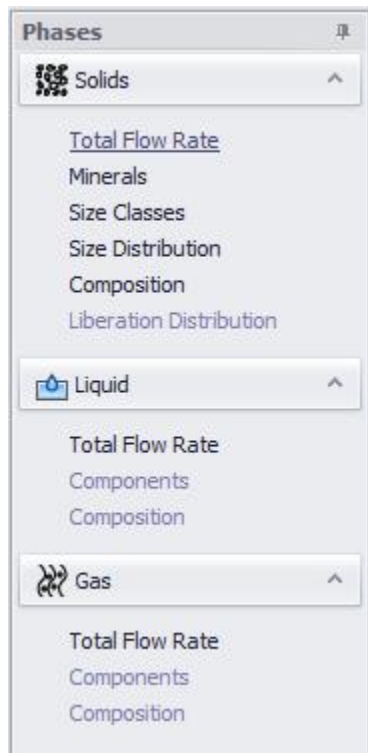 Phases
Solids
Total Flow Rate
Minerals
Size Classes
Size Distribution
Composition
Liberation Distribution
Liquid
Total Flow Rate
Components
Composition
Gas
Total Flow Rate
Components
Composition